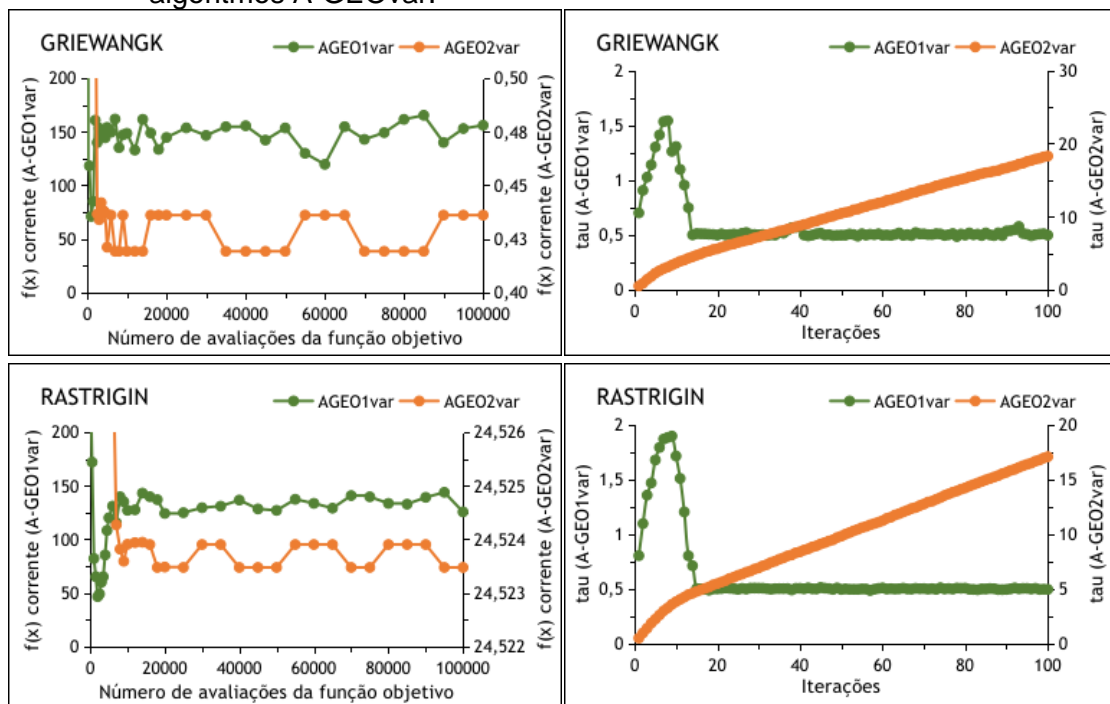 algoritmos A-GEOvar.
GRIEWANGK
AGEO1var AGEO2var
f(x) corrente (A-GEO1var)
200
150
100
50
0
f(x) corrente (A-GEO2var)
0,50
0,48
0,45
0,43
0,40
0 20000 40000 60000 80000 100000
Número de avaliações da função objetivo
GRIEWANGK
AGEO1var AGEO2var
tau (A-GEO1var)
2
1,5
1
0,5
0
tau (A-GEO2var)
30
20
10
0
0 20 40 60 80 100
Iterações
RASTRIGIN
AGEO1var AGEO2var
f(x) corrente (A-GEO1var)
200
150
100
50
0
f(x) corrente (A-GEO2var)
24,526
24,525
24,524
24,523
24,522
0 20000 40000 60000 80000 100000
Número de avaliações da função objetivo
RASTRIGIN
AGEO1var AGEO2var
tau (A-GEO1var)
2
1,5
1
0,5
0
tau (A-GEO2var)
20
15
10
5
0
0 20 40 60 80 100
Iterações